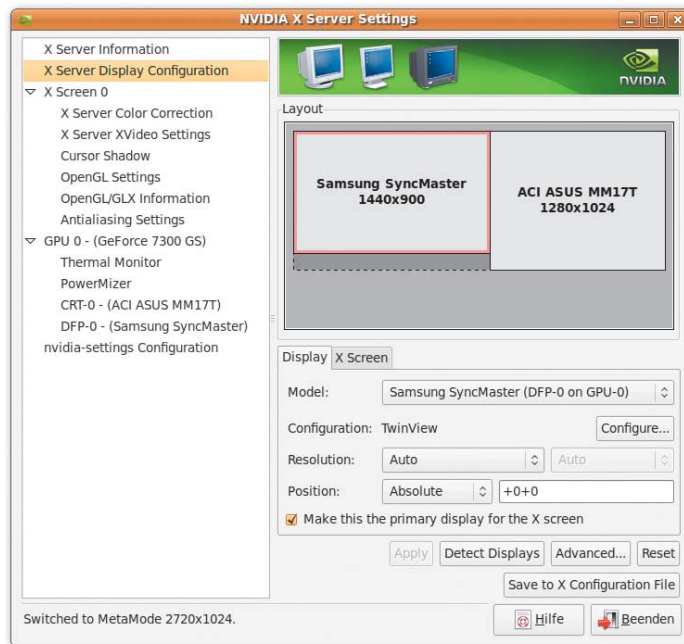 NVIDIA X Server Settings
X Server Information
X Server Display Configuration
X Screen 0
X Server Color Correction
X Server XVideo Settings
Cursor Shadow
OpenGL Settings
OpenGL/GLX Information
Antialiasing Settings
GPU 0 - (GeForce 7300 GS)
Thermal Monitor
PowerMizer
CRT-0 - (ACI ASUS MM17T)
DFP-0 - (Samsung SyncMaster)
nvidia-settings Configuration
NVIDIA
Layout
Samsung SyncMaster
1440x900
ACI ASUS MM17T
1280x1024
Display X Screen
Model: Samsung SyncMaster (DFP-0 on GPU-0)
Configuration: TwinView Configure...
Resolution: Auto Auto
Position: Absolute +0+0
Make this the primary display for the X screen
Apply Detect Displays Advanced... Reset
Save to X Configuration File
Switched to MetaMode 2720x1024.
Hilfe Beenden